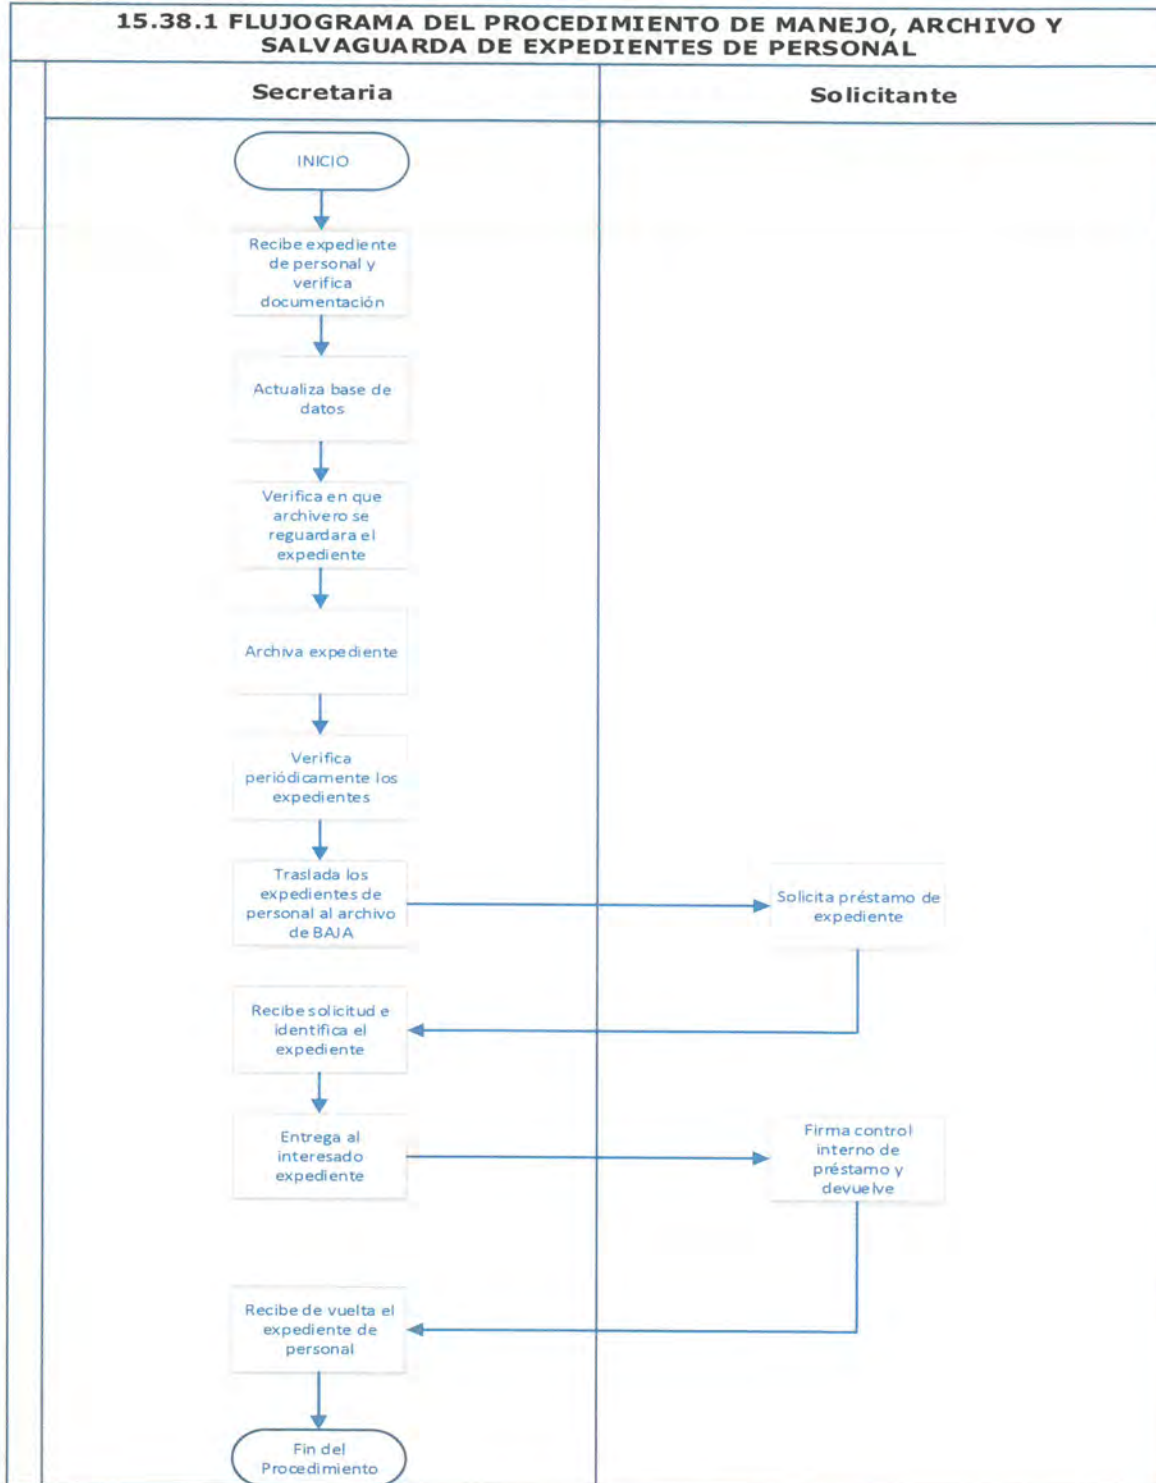 15.38.1 FLUJOGRAMA DEL PROCEDIMIENTO DE MANEJO, ARCHIVO Y
SALVAGUARDA DE EXPEDIENTES DE PERSONAL
Secretaria
Solicitante
INICIO
Recibe expediente
de personal y
verifica
documentación
Actualiza base de
datos
Verifica en que
archivero se
reguardara el
expediente
Archiva expediente
Verifica
periódicamente los
expedientes
Traslada los
expedientes de
personal al archivo
de BAJA
Solicita préstamo de
expediente
Recibe solicitud e
identifica el
expediente
Entrega al
interesado
expediente
Firma control
interno de
préstamo y
devuelve
Recibe de vuelta el
expediente de
personal
Fin del
Procedimiento